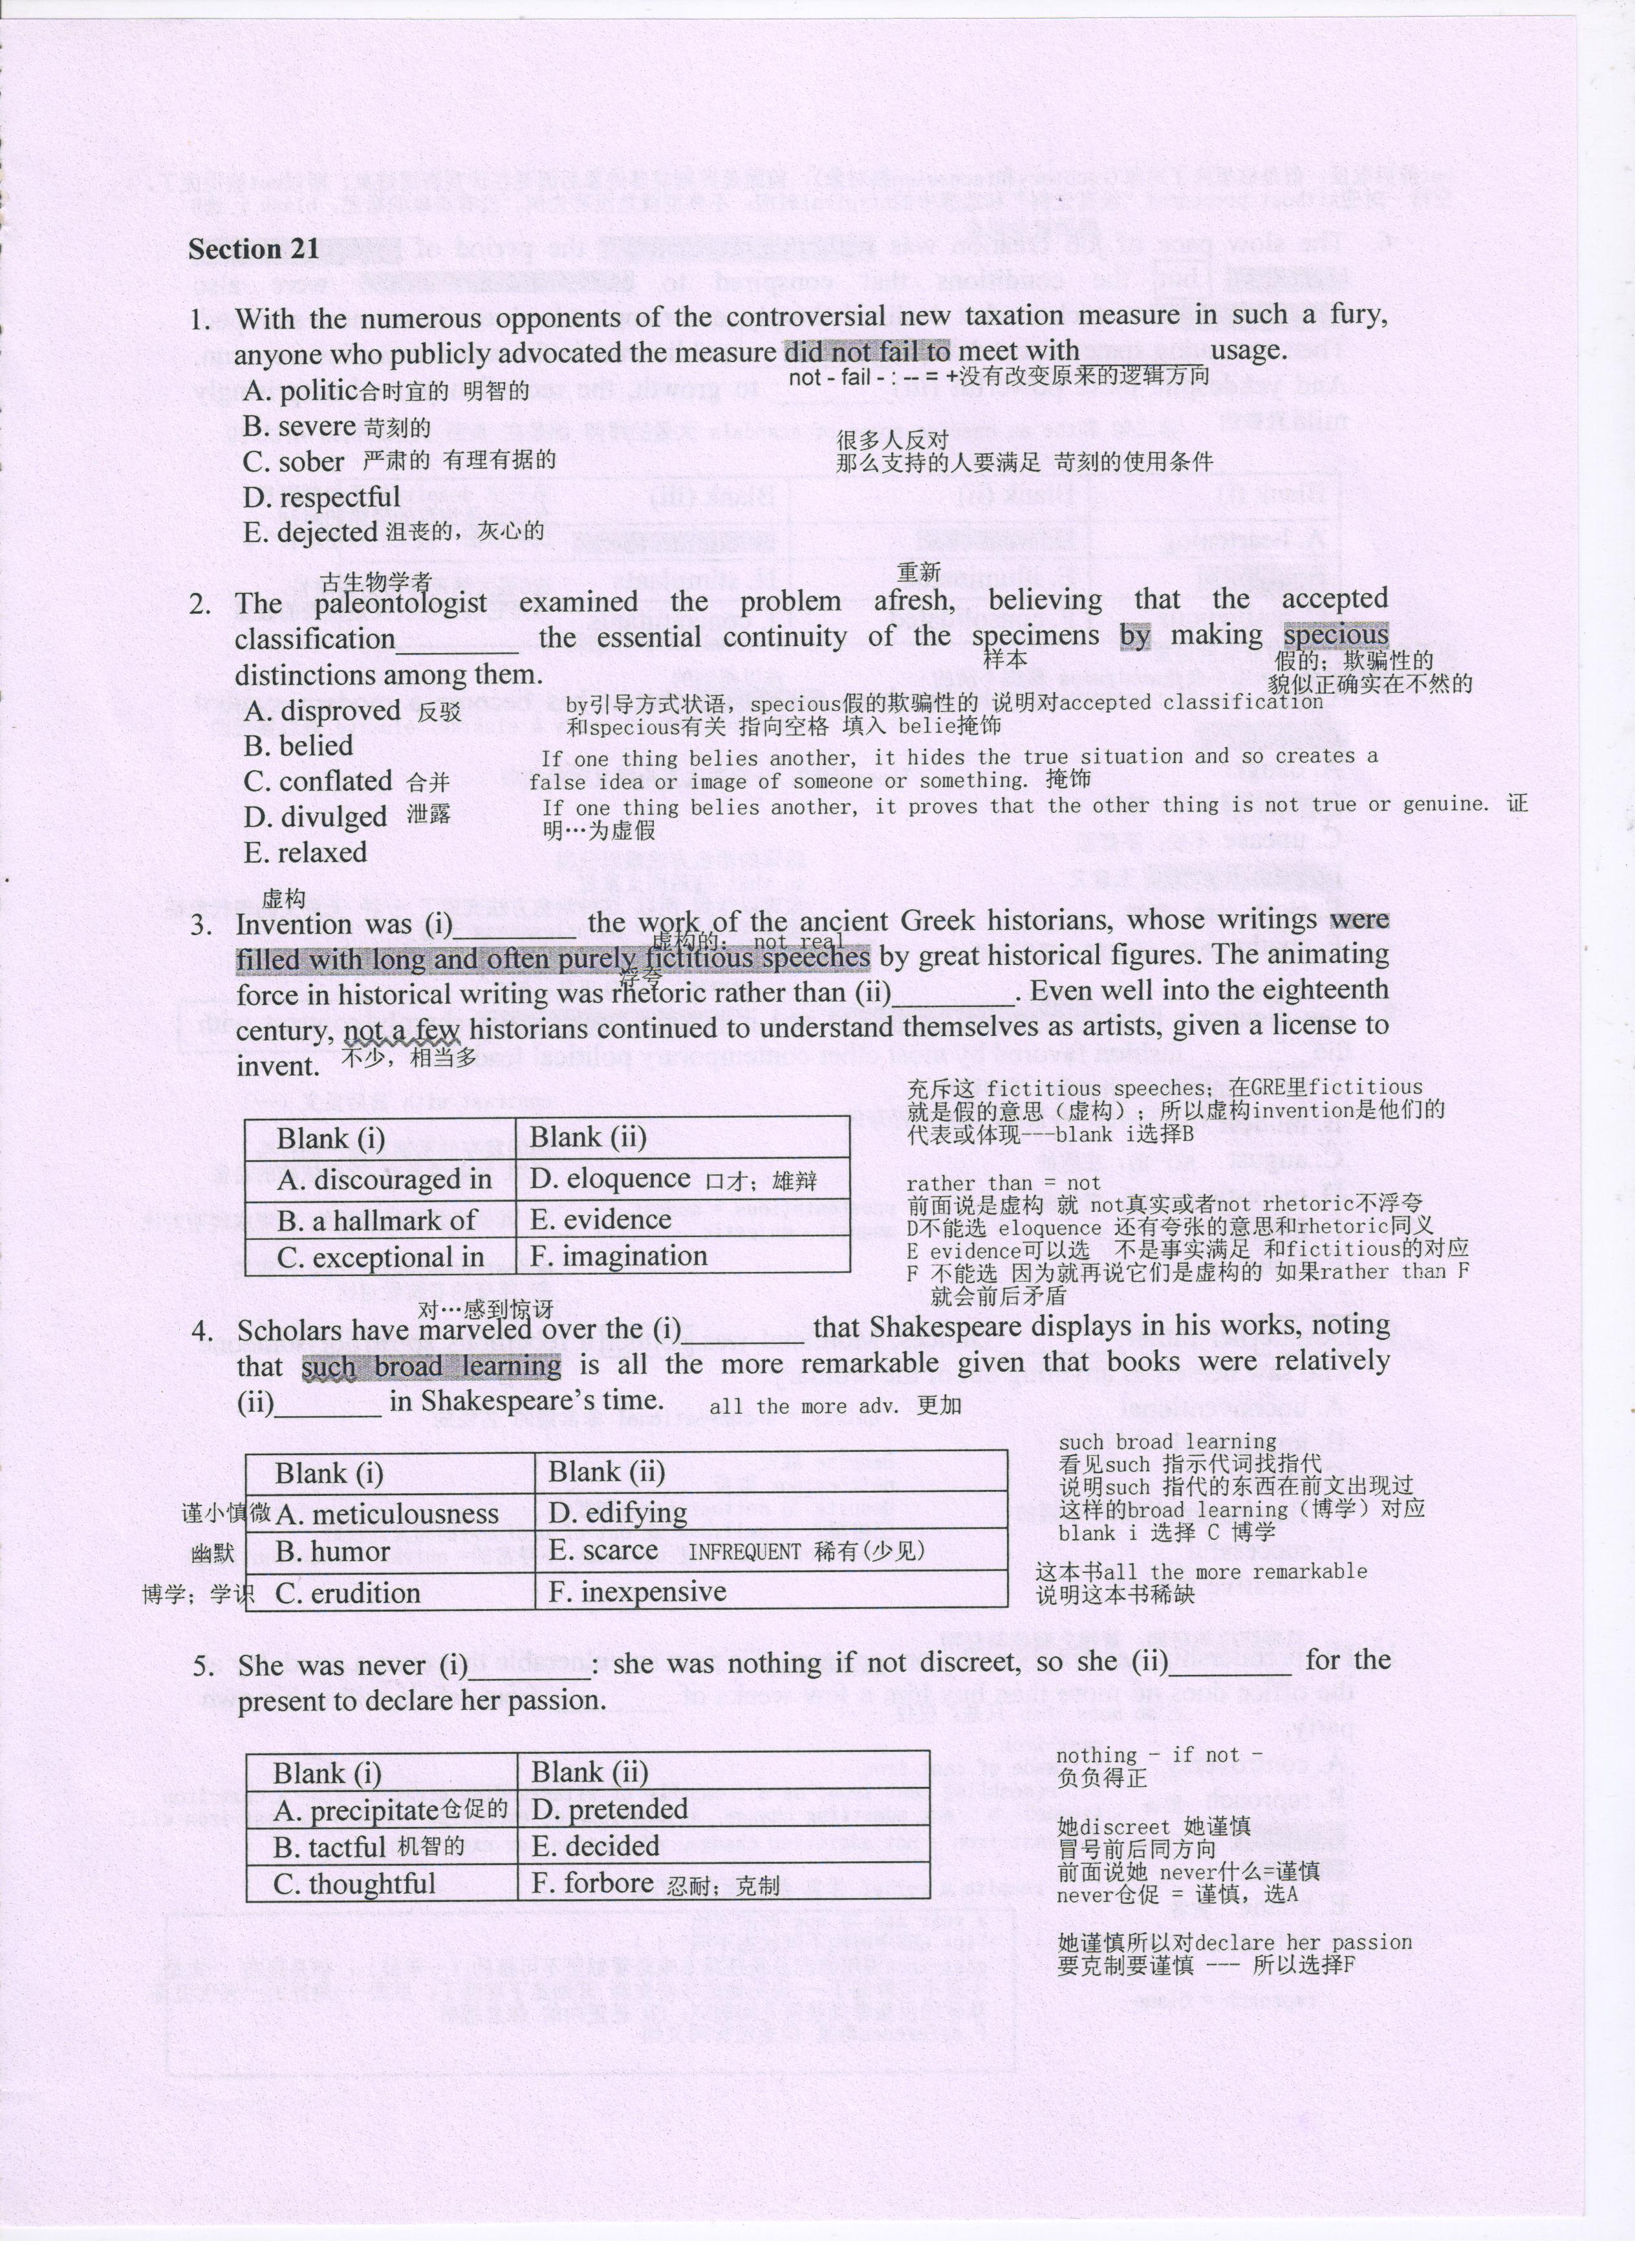 Section 21
1. With the numerous opponents of the controversial new taxation measure in such a fury,
anyone who publicly advocated the measure did not fail to meet with ________ usage.
not - fail - : -- = +没有改变原来的逻辑方向
A. politic合时宜的 明智的
B. severe 苛刻的
C. sober 严肃的 有理有据的
D. respectful
E. dejected 沮丧的，灰心的
很多人反对
那么支持的人要满足 苛刻的使用条件
古生物学者
重新
2. The paleontologist examined the problem afresh, believing that the accepted
classification________ the essential continuity of the specimens by making specious
样本
假的；欺骗性的
貌似正确实在不然的
distinctions among them.
A. disproved 反驳
B. belied
C. conflated 合并
D. divulged 泄露
E. relaxed
by引导方式状语，specious假的欺骗性的 说明对accepted classification
和specious有关 指向空格 填入 belie掩饰
If one thing belies another, it hides the true situation and so creates a
false idea or image of someone or something. 掩饰
If one thing belies another, it proves that the other thing is not true or genuine. 证
明…为虚假
虚构
3. Invention was (i)________ the work of the ancient Greek historians, whose writings were
虚构的； not real
filled with long and often purely fictitious speeches by great historical figures. The animating
浮夸
force in historical writing was rhetoric rather than (ii)________. Even well into the eighteenth
century, not a few historians continued to understand themselves as artists, given a license to
不少，相当多
invent.
Blank (i) Blank (ii)
A. discouraged in D. eloquence 口才；雄辩
B. a hallmark of E. evidence
C. exceptional in F. imagination
充斥这 fictitious speeches；在GRE里fictitious
就是假的意思（虚构）；所以虚构invention是他们的
代表或体现---blank i选择B
rather than = not
前面说是虚构 就 not真实或者not rhetoric不浮夸
D不能选 eloquence 还有夸张的意思和rhetoric同义
E evidence可以选 不是事实满足 和fictitious的对应
F 不能选 因为就再说它们是虚构的 如果rather than F
就会前后矛盾
对…感到惊讶
4. Scholars have marveled over the (i)________ that Shakespeare displays in his works, noting
that such broad learning is all the more remarkable given that books were relatively
(ii)_______ in Shakespeare's time.
all the more adv. 更加
Blank (i) Blank (ii)
谨小慎微 A. meticulousness D. edifying
幽默 B. humor E. scarce INFREQUENT 稀有(少见)
博学；学识 C. erudition F. inexpensive
such broad learning
看见such 指示代词找指代
说明such 指代的东西在前文出现过
这样的broad learning（博学）对应
blank i 选择 C 博学
这本书all the more remarkable
说明这本书稀缺
5. She was never (i)________: she was nothing if not discreet, so she (ii)________ for the
present to declare her passion.
Blank (i) Blank (ii)
A. precipitate仓促的 D. pretended
B. tactful 机智的 E. decided
C. thoughtful F. forbore 忍耐；克制
nothing - if not -
负负得正
她discreet 她谨慎
冒号前后同方向
前面说她 never什么=谨慎
never仓促 = 谨慎，选A
她谨慎所以对declare her passion
要克制要谨慎 --- 所以选择F